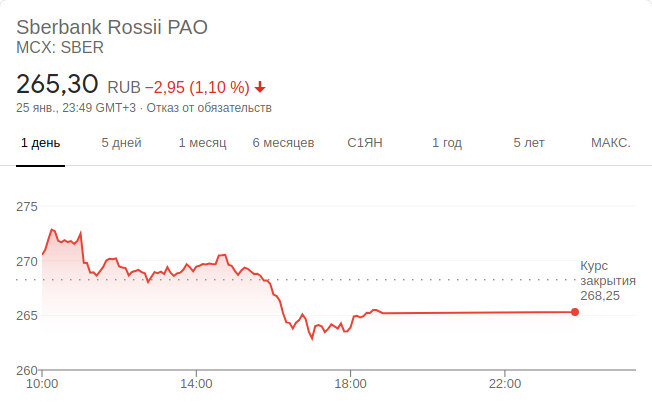 Sberbank Rossii PAO
MCX: SBER
265,30 RUB −2,95 (1,10 %)
25 янв., 23:49 GMT+3 · Отказ от обязательств
1 день 5 дней 1 месяц 6 месяцев С1ЯН 1 год 5 лет МАКС.
275
270
265
260
Курс
закрытия
268,25
10:00 14:00 18:00 22:00